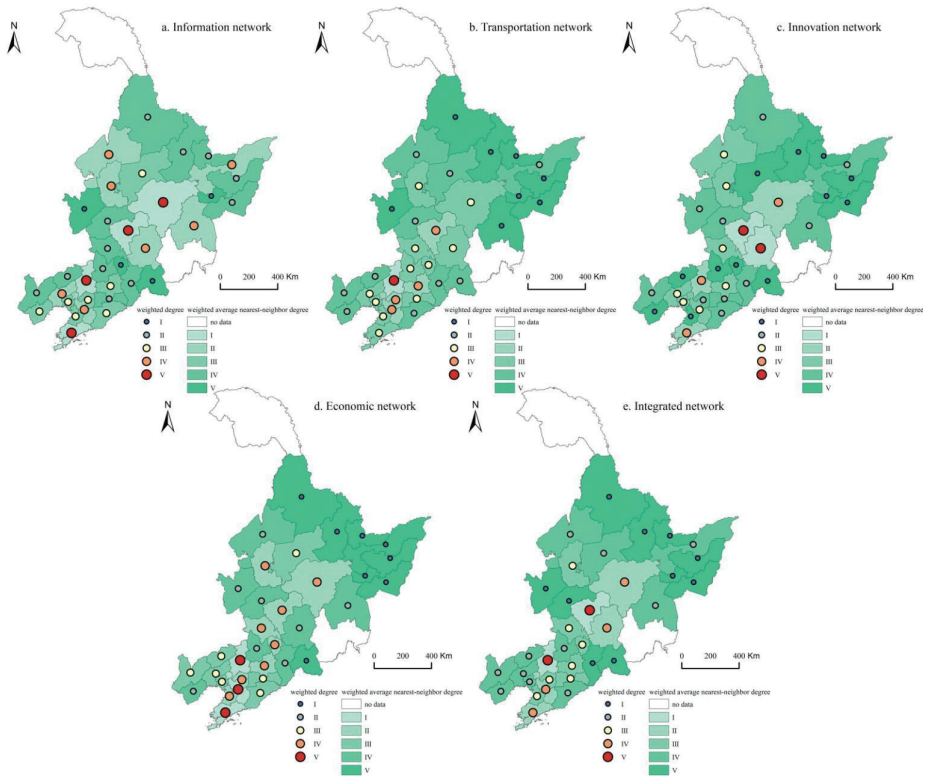 N
a. Information network
0 200 400 Km
weighted degree weighted average nearest-neighbor degree
I no data
II I
III II
IV III
V IV
V
N
b. Transportation network
0 200 400 Km
weighted degree weighted average nearest-neighbor degree
I no data
II I
III II
IV III
V IV
V
N
c. Innovation network
0 200 400 Km
weighted degree weighted average nearest-neighbor degree
I no data
II I
III II
IV III
V IV
V
N
d. Economic network
0 200 400 Km
weighted degree weighted average nearest-neighbor degree
I no data
II I
III II
IV III
V IV
V
N
e. Integrated network
0 200 400 Km
weighted degree weighted average nearest-neighbor degree
I no data
II I
III II
IV III
V IV
V